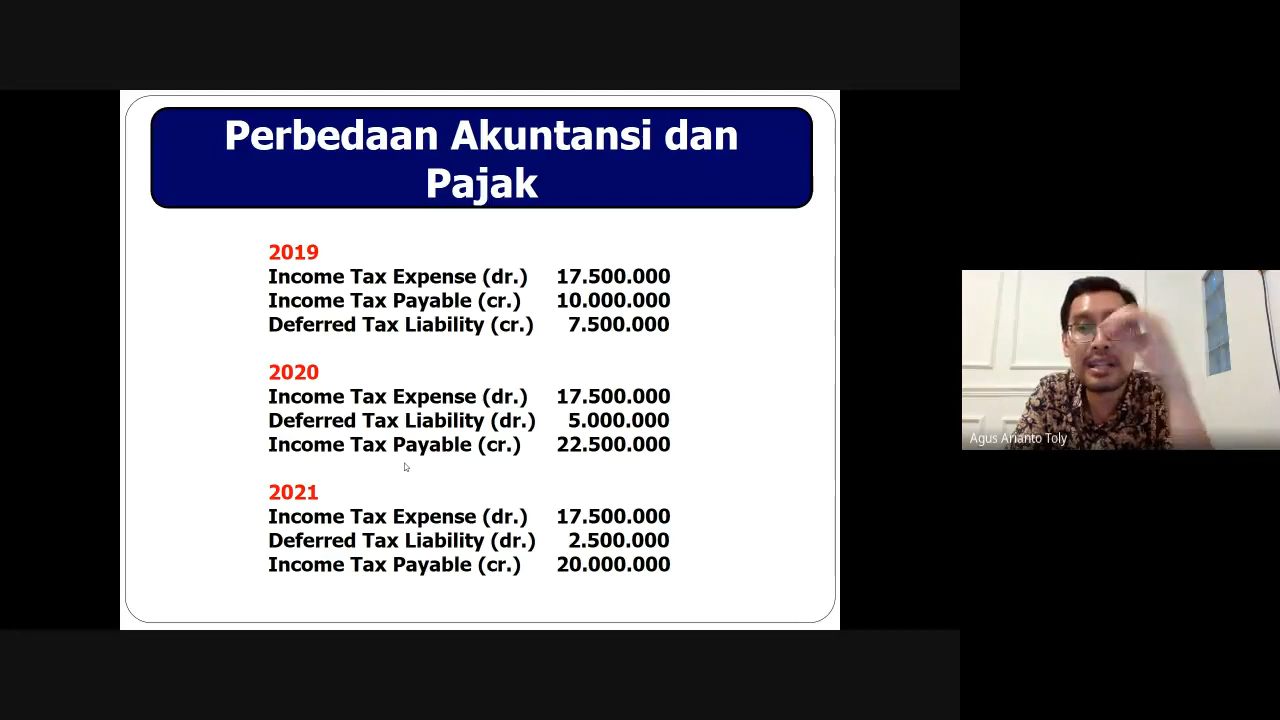 Perbedaan Akuntansi dan
Pajak
2019
Income Tax Expense (dr.) 17.500.000
Income Tax Payable (cr.) 10.000.000
Deferred Tax Liability (cr.) 7.500.000
2020
Income Tax Expense (dr.) 17.500.000
Deferred Tax Liability (dr.) 5.000.000
Income Tax Payable (cr.) 22.500.000
2021
Income Tax Expense (dr.) 17.500.000
Deferred Tax Liability (dr.) 2.500.000
Income Tax Payable (cr.) 20.000.000
Agus Arianto Toly